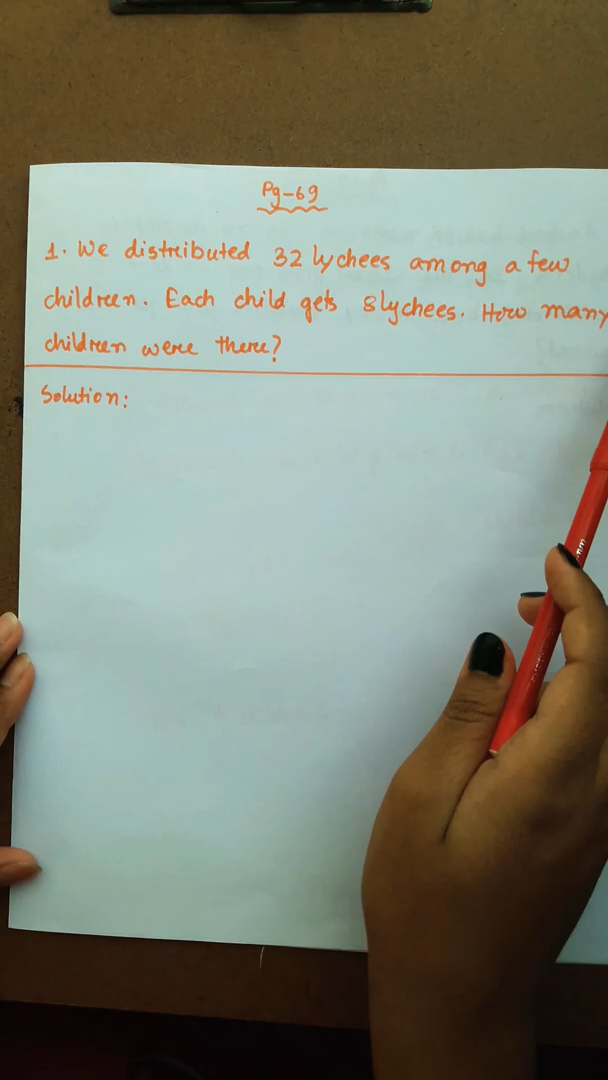 Pg-69
1. We distributed 32 lychees among a few
children. Each child gets 8 lychees. How many
children were there?
Solution: